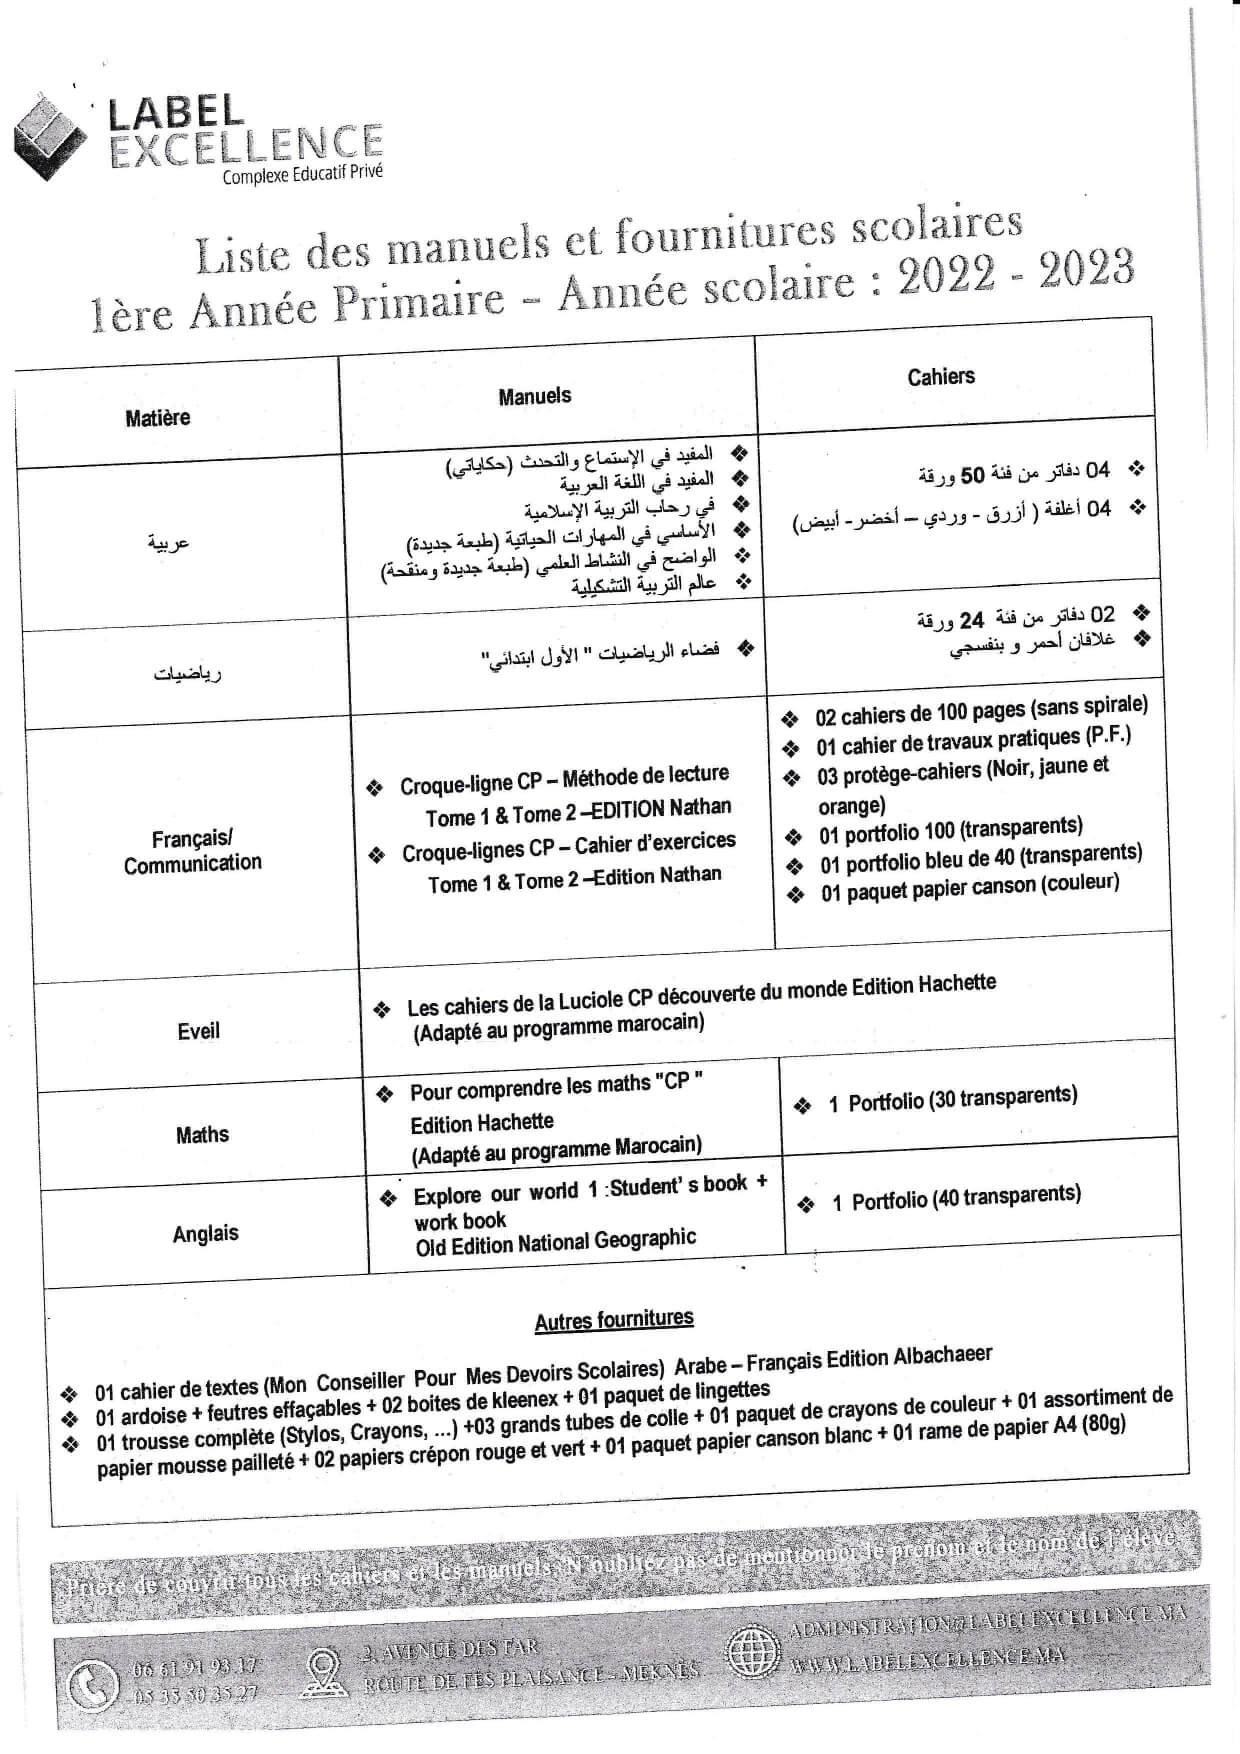 LABEL
EXCELLENCE
Complexe Educatif Privé
Liste des manuels et fournitures scolaires
1ère Année Primaire – Année scolaire : 2022 - 2023
Matière
Manuels
Cahiers
عربية
❖ المفيد في الإستماع والتحدث (حكاياتي)
❖ المفيد في اللغة العربية
❖ في رحاب التربية الإسلامية
❖ الأساسي في المهارات الحياتية (طبعة جديدة)
❖ الواضح في النشاط العلمي (طبعة جديدة ومنقحة)
❖ عالم التربية التشكيلية
❖ 04 دفاتر من فئة 50 ورقة
❖ 04 أغلفة ( أزرق - وردي – أخضر- أبيض)
رياضيات
❖ فضاء الرياضيات " الأول ابتدائي"
❖ 02 دفاتر من فئة 24 ورقة
❖ غلافان أحمر و بنفسجي
Français/
Communication
❖ Croque-ligne CP – Méthode de lecture
Tome 1 & Tome 2 –EDITION Nathan
❖ Croque-lignes CP – Cahier d'exercices
Tome 1 & Tome 2 –Edition Nathan
❖ 02 cahiers de 100 pages (sans spirale)
❖ 01 cahier de travaux pratiques (P.F.)
❖ 03 protège-cahiers (Noir, jaune et
orange)
❖ 01 portfolio 100 (transparents)
❖ 01 portfolio bleu de 40 (transparents)
❖ 01 paquet papier canson (couleur)
Eveil
❖ Les cahiers de la Luciole CP découverte du monde Edition Hachette
(Adapté au programme marocain)
Maths
❖ Pour comprendre les maths "CP "
Edition Hachette
(Adapté au programme Marocain)
❖ 1 Portfolio (30 transparents)
Anglais
❖ Explore our world 1 :Student' s book +
work book
Old Edition National Geographic
❖ 1 Portfolio (40 transparents)
Autres fournitures
❖ 01 cahier de textes (Mon Conseiller Pour Mes Devoirs Scolaires) Arabe – Français Edition Albachaeer
❖ 01 ardoise + feutres effaçables + 02 boites de kleenex + 01 paquet de lingettes
❖ 01 trousse complète (Stylos, Crayons, ...) +03 grands tubes de colle + 01 paquet de crayons de couleur + 01 assortiment de
papier mousse pailleté + 02 papiers crépon rouge et vert + 01 paquet papier canson blanc + 01 rame de papier A4 (80g)
Prière de couvrir tous les cahiers et les manuels. N'oubliez pas de mentionner le prénom et le nom de l'élève.
06 61 91 93 17
05 35 50 35 27
3, AVENUE DES FAR
ROUTE DE FES PLAISANCE - MEKNÈS
ADMINISTRATION@LABELEXCELLENCE.MA
WWW.LABELEXCELLENCE.MA